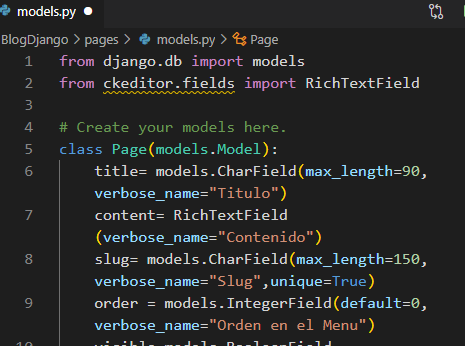 models.py
BlogDjango > pages > models.py > Page
1 from django.db import models
2 from ckeditor.fields import RichTextField
3
4 # Create your models here.
5 class Page(models.Model):
6 title= models.CharField(max_length=90,
verbose_name="Titulo")
7 content= RichTextField
(verbose_name="Contenido")
8 slug= models.CharField(max_length=150,
verbose_name="Slug",unique=True)
9 order = models.IntegerField(default=0,
verbose_name="Orden en el Menu")
10 visible=models.BooleanField